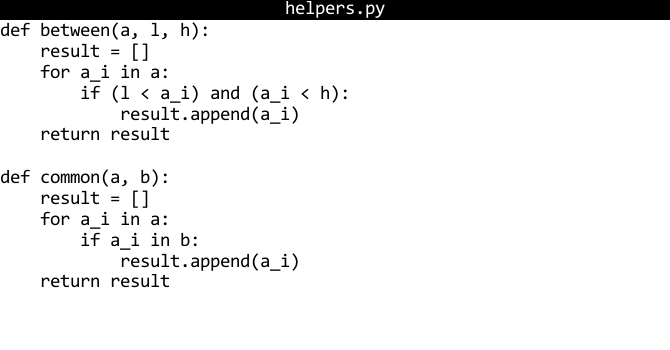 helpers.py
def between(a, l, h):
    result = []
    for a_i in a:
        if (l < a_i) and (a_i < h):
            result.append(a_i)
    return result

def common(a, b):
    result = []
    for a_i in a:
        if a_i in b:
            result.append(a_i)
    return result